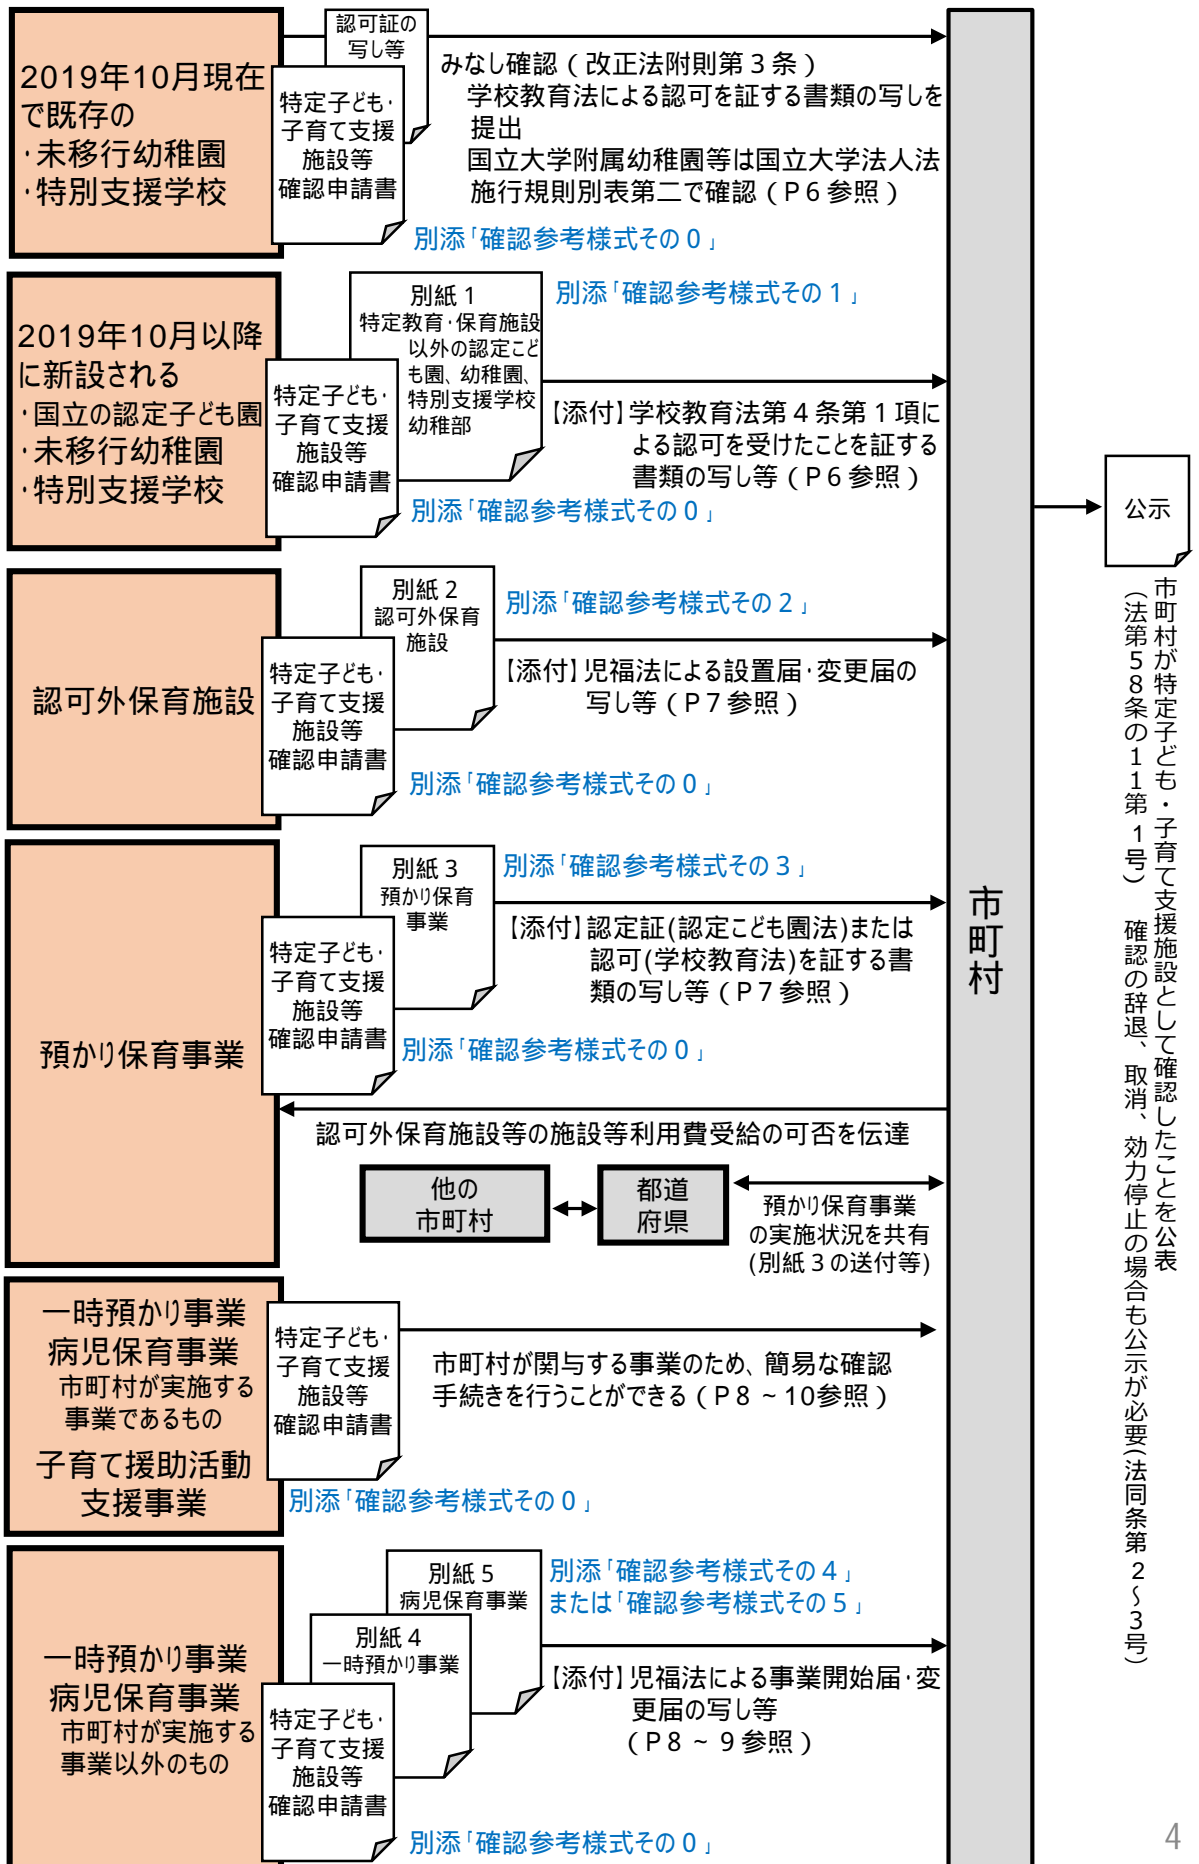 認可証の
写し等
2019年10月現在
で既存の
・未移行幼稚園
・特別支援学校
特定子ども・
子育て支援
施設等
確認申請書
みなし確認（改正法附則第３条）
学校教育法による認可を証する書類の写しを
提出
国立大学附属幼稚園等は国立大学法人法
施行規則別表第二で確認（Ｐ６参照）
別添「確認参考様式その０」
2019年10月以降
に新設される
・国立の認定子ども園
・未移行幼稚園
・特別支援学校
別紙１
特定教育・保育施設
以外の認定こど
も園、幼稚園、
特別支援学校
幼稚部
特定子ども・
子育て支援
施設等
確認申請書
別添「確認参考様式その１」
【添付】学校教育法第４条第１項に
よる認可を受けたことを証する
書類の写し等（Ｐ６参照）
別添「確認参考様式その０」
認可外保育施設
別紙２
認可外保育
施設
特定子ども・
子育て支援
施設等
確認申請書
別添「確認参考様式その２」
【添付】児福法による設置届・変更届の
写し等（Ｐ７参照）
別添「確認参考様式その０」
預かり保育事業
別紙３
預かり保育
事業
特定子ども・
子育て支援
施設等
確認申請書
別添「確認参考様式その３」
【添付】認定証(認定こども園法)または
認可(学校教育法)を証する書
類の写し等（Ｐ７参照）
別添「確認参考様式その０」
認可外保育施設等の施設等利用費受給の可否を伝達
他の
市町村
都道
府県
預かり保育事業
の実施状況を共有
(別紙３の送付等)
一時預かり事業
病児保育事業
市町村が実施する
事業であるもの
子育て援助活動
支援事業
特定子ども・
子育て支援
施設等
確認申請書
市町村が関与する事業のため、簡易な確認
手続きを行うことができる（Ｐ８～10参照）
別添「確認参考様式その０」
一時預かり事業
病児保育事業
市町村が実施する
事業以外のもの
別紙５
病児保育事業
別紙４
一時預かり事業
特定子ども・
子育て支援
施設等
確認申請書
別添「確認参考様式その４」
または「確認参考様式その５」
【添付】児福法による事業開始届・変
更届の写し等
（Ｐ８～９参照）
別添「確認参考様式その０」
市町村
公示
市町村が特定子ども・子育て支援施設として確認したことを公表
（法第５８条の１１第１号）　確認の辞退、取消、効力停止の場合も公示が必要(法同条第２～３号)
4